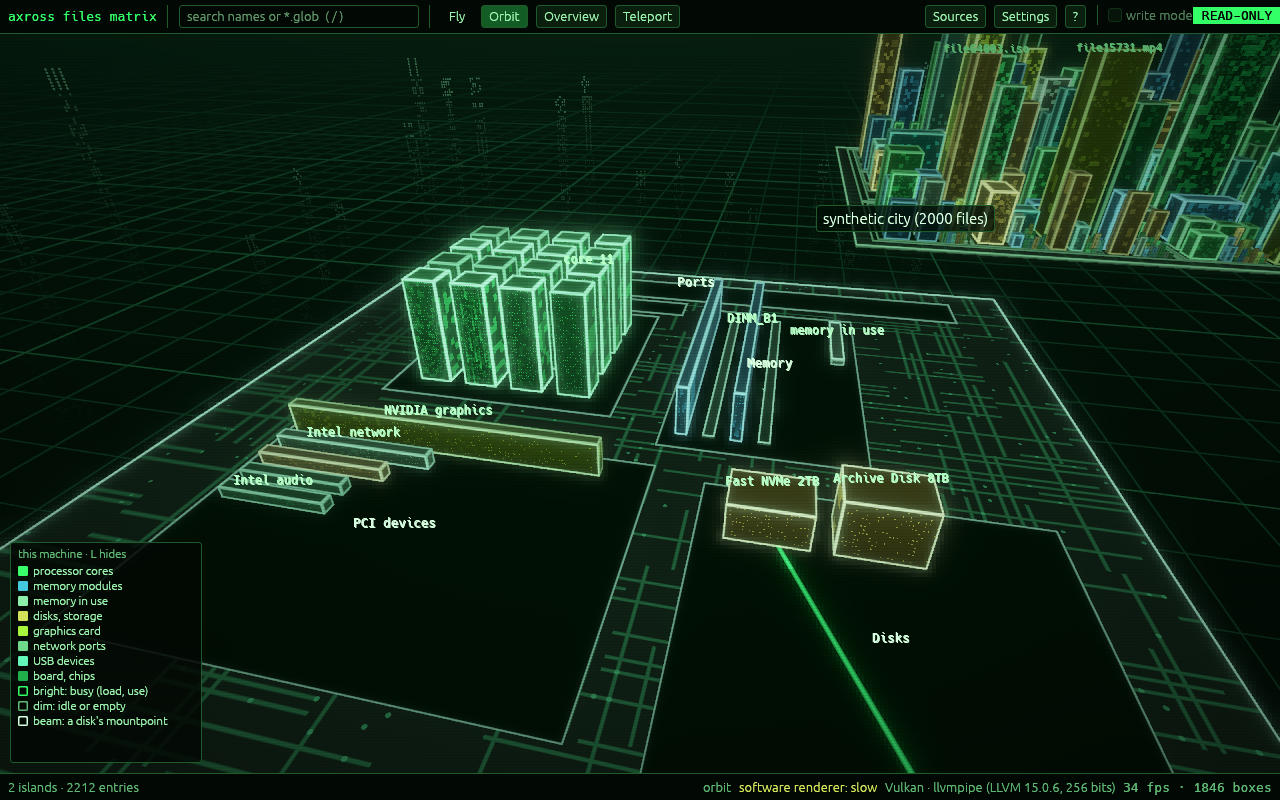 axross files matrix
search names or *.glob (/)
Fly
Orbit
Overview
Teleport
Sources
Settings
?
write mode
READ-ONLY
file15731.mp4
synthetic city (2000 files)
core 11
Ports
DIMM_B1
memory in use
Memory
NVIDIA graphics
Intel network
Intel audio
PCI devices
Fast NVMe 2TB
Archive Disk 8TB
Disks
this machine · L hides
processor cores
memory modules
memory in use
disks, storage
graphics card
network ports
USB devices
board, chips
bright: busy (load, use)
dim: idle or empty
beam: a disk's mountpoint
2 islands · 2212 entries
orbit
software renderer: slow
Vulkan · llvmpipe (LLVM 15.0.6, 256 bits)
34 fps · 1846 boxes